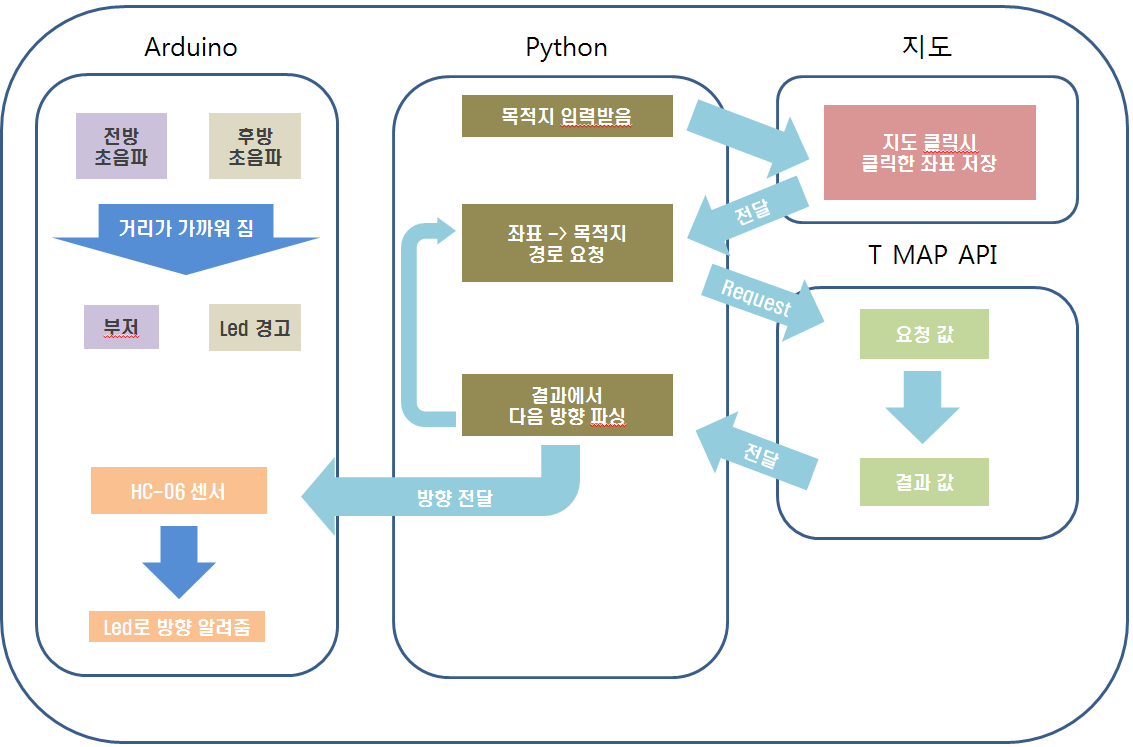 Arduino
전방
초음파
후방
초음파
거리가 가까워 짐
부저
Led 경고
HC-06 센서
Led로 방향 알려줌
Python
목적지 입력받음
좌표 -> 목적지
경로 요청
결과에서
다음 방향 파싱
방향 전달
지도
지도 클릭시
클릭한 좌표 저장
전달
T MAP API
Request
요청 값
결과 값
전달